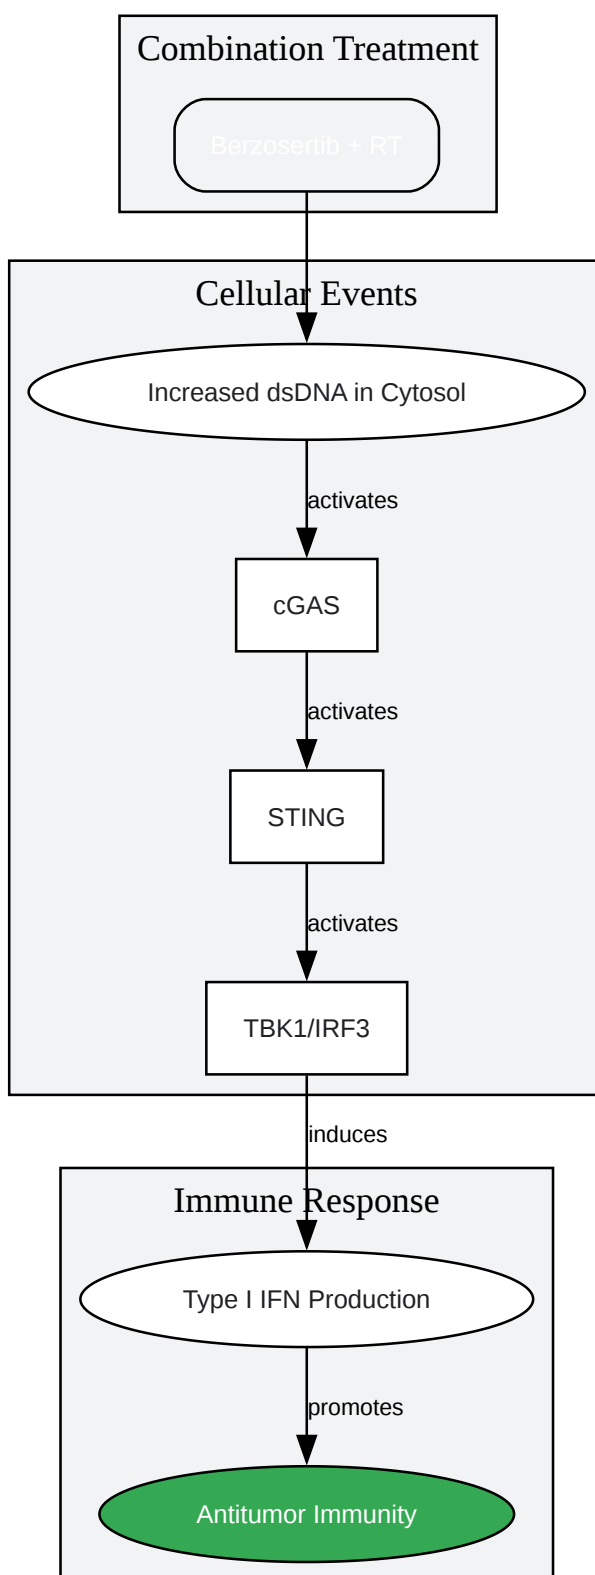 Combination Treatment
Berzosertib + RT
Cellular Events
Increased dsDNA in Cytosol
activates
cGAS
activates
STING
activates
TBK1/IRF3
induces
Immune Response
Type I IFN Production
promotes
Antitumor Immunity